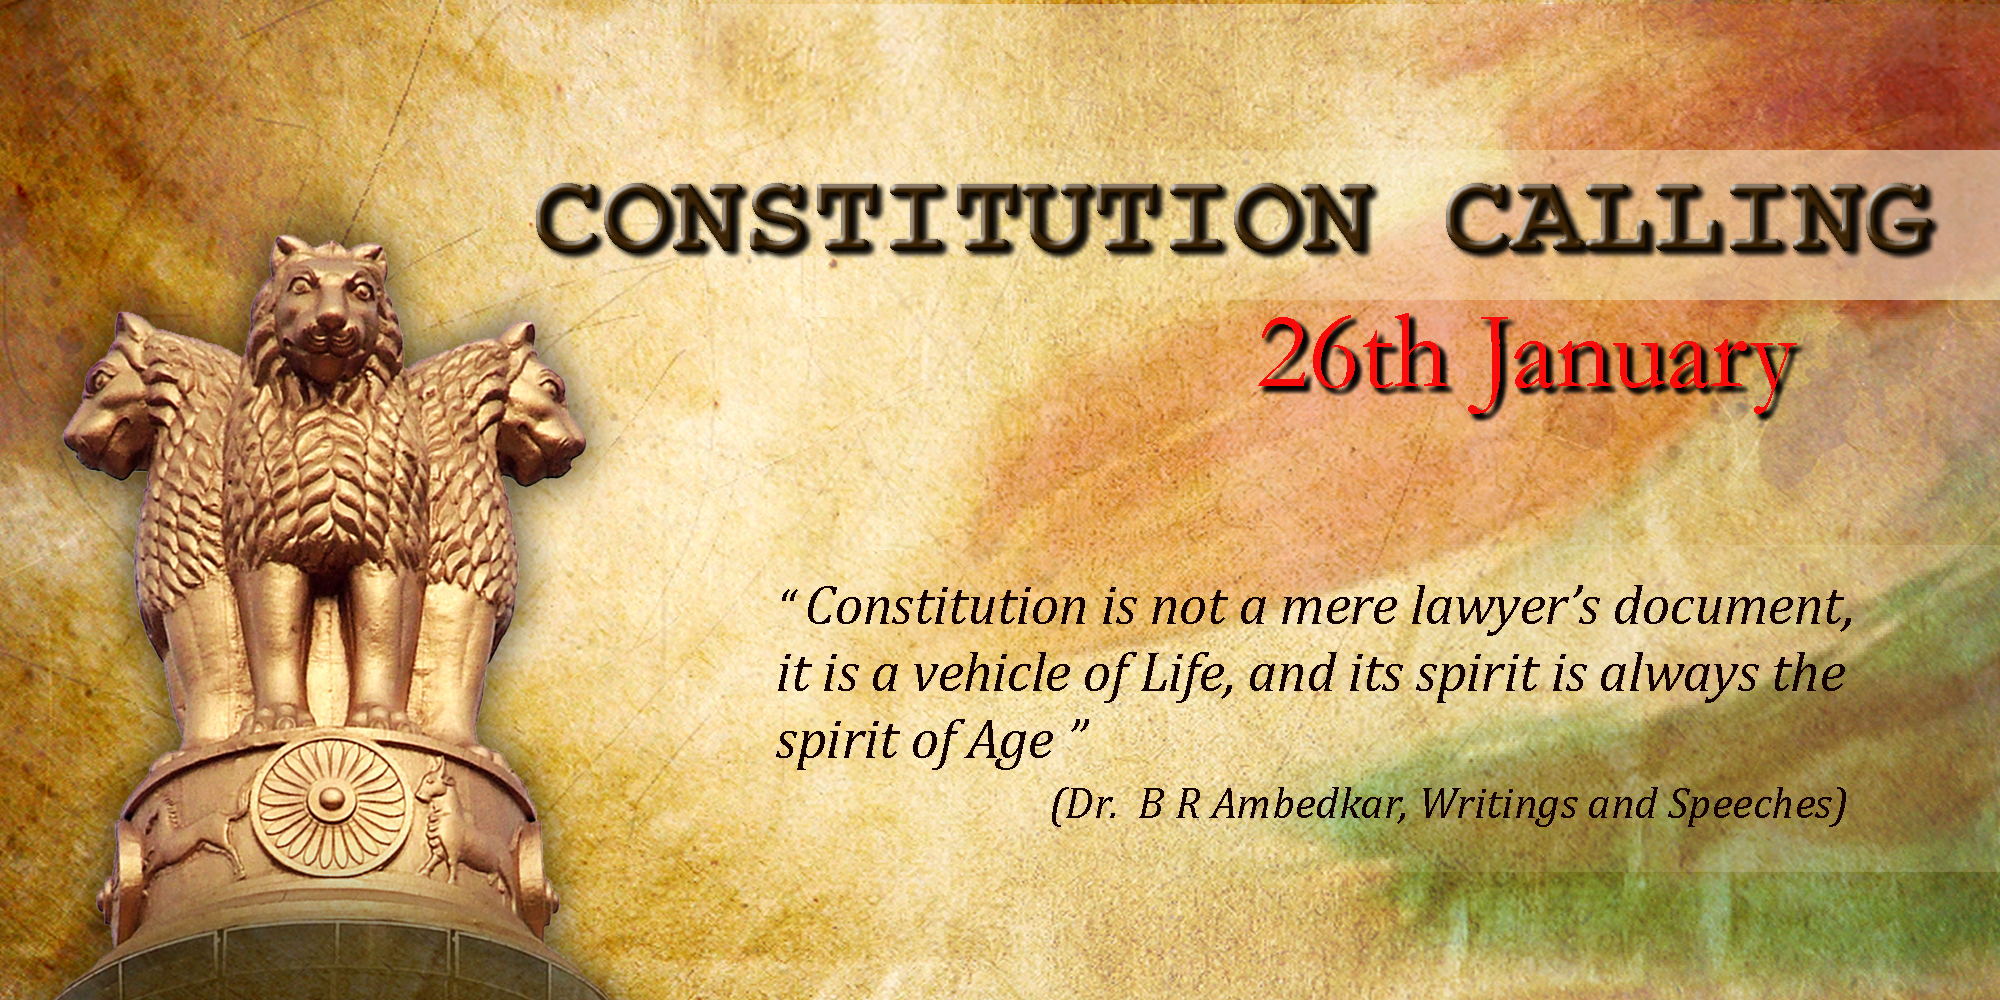 CONSTITUTION CALLING
26th January
“ Constitution is not a mere lawyer’s document,
it is a vehicle of Life, and its spirit is always the
spirit of Age ”
(Dr. B R Ambedkar, Writings and Speeches)